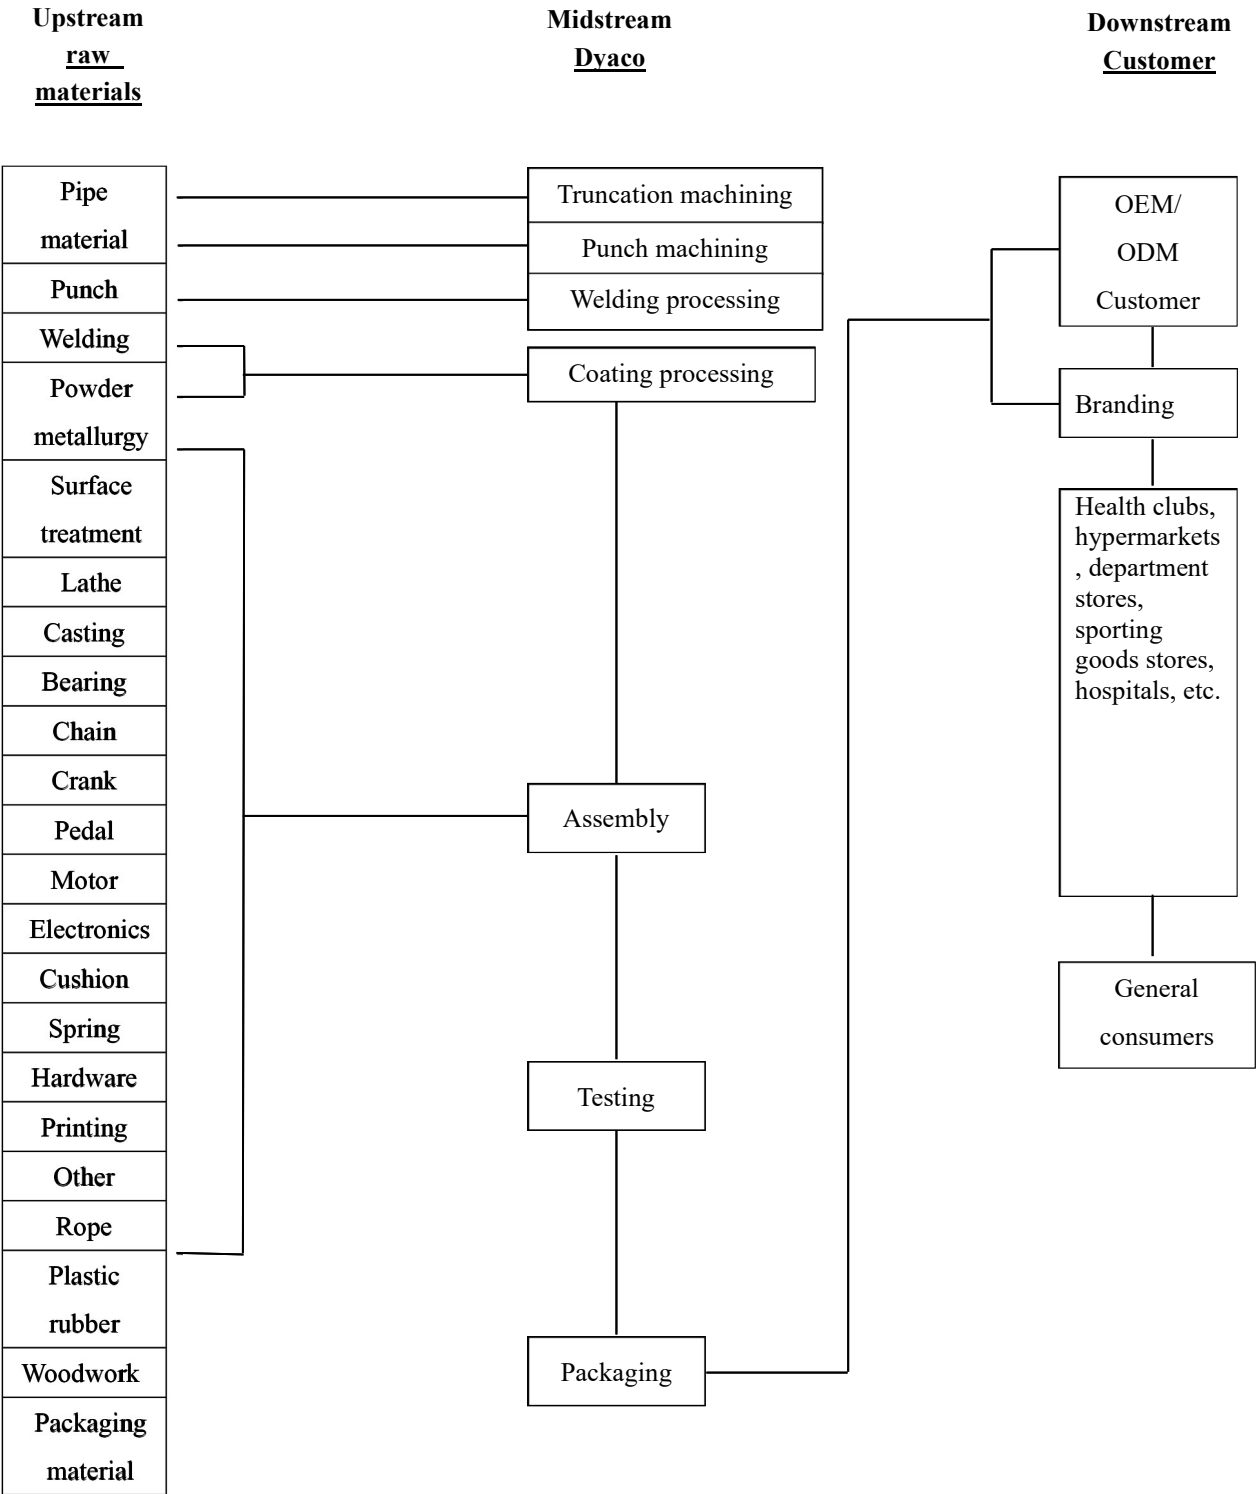 Upstream
raw
materials
Midstream
Dyaco
Downstream
Customer
Pipe
material
Punch
Welding
Powder
metallurgy
Surface
treatment
Lathe
Casting
Bearing
Chain
Crank
Pedal
Motor
Electronics
Cushion
Spring
Hardware
Printing
Other
Rope
Plastic
rubber
Woodwork
Packaging
material
Truncation machining
Punch machining
Welding processing
Coating processing
Assembly
Testing
Packaging
OEM/
ODM
Customer
Branding
Health clubs,
hypermarkets
, department
stores,
sporting
goods stores,
hospitals, etc.
General
consumers